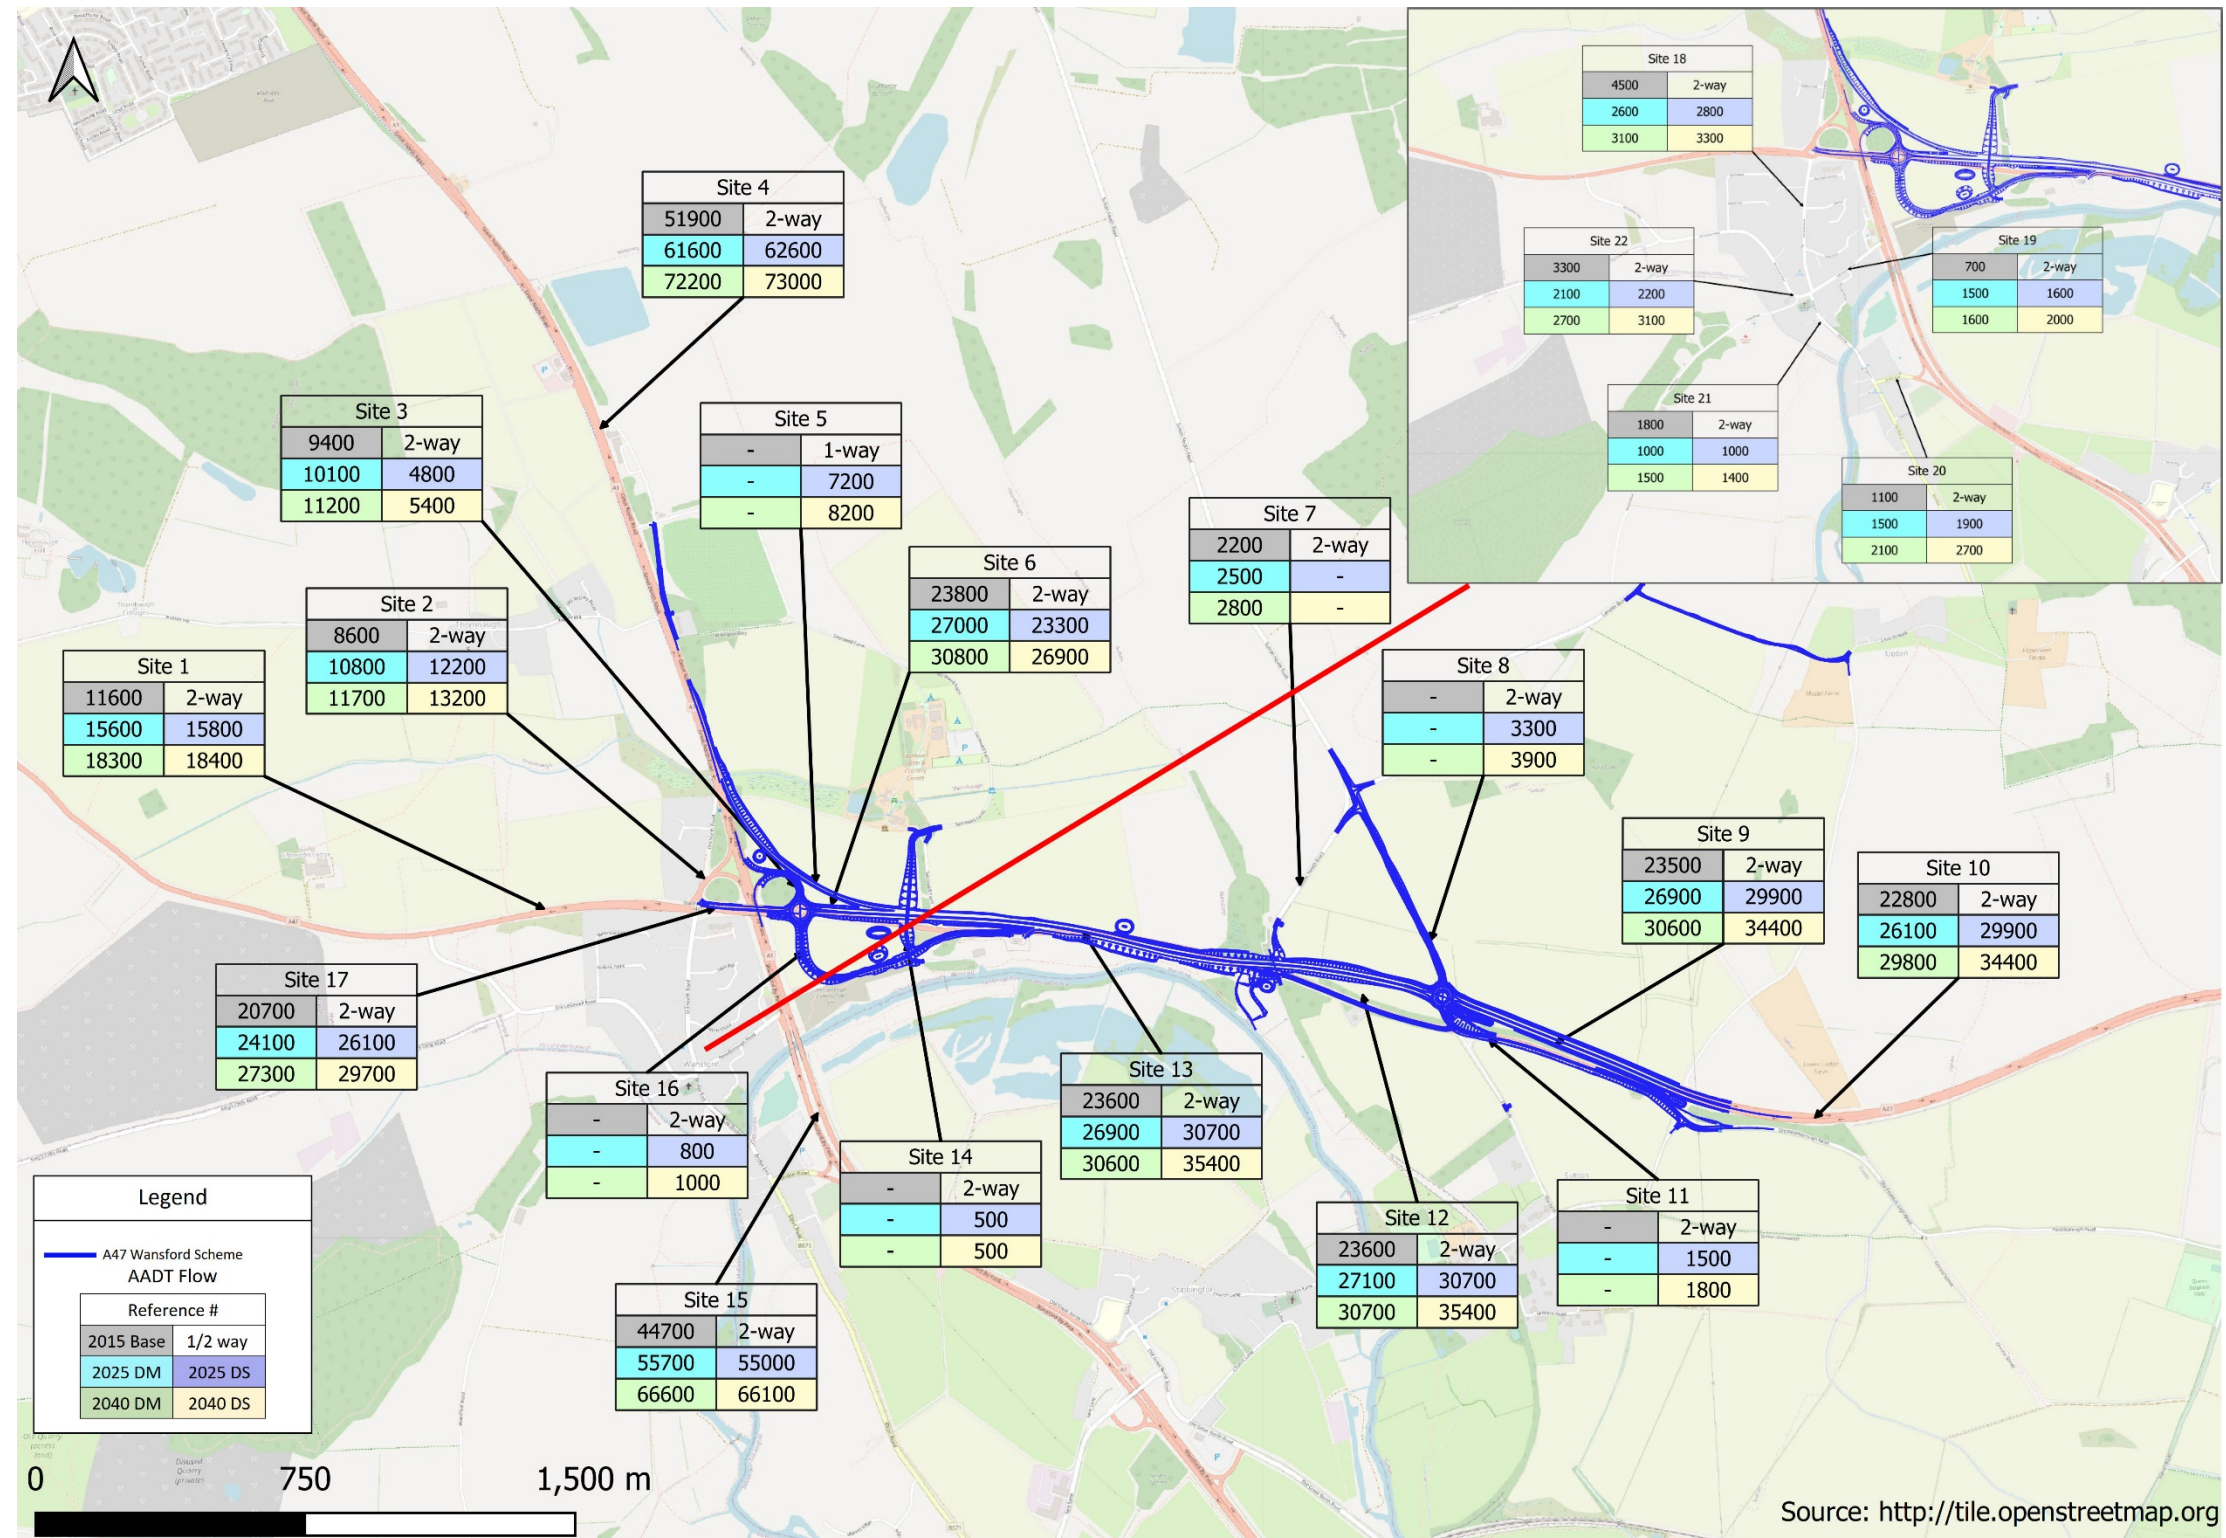 Site 18
4500 2-way
2600 2800
3100 3300
Site 22
3300 2-way
2100 2200
2700 3100
Site 19
700 2-way
1500 1600
1600 2000
Site 21
1800 2-way
1000 1000
1500 1400
Site 20
1100 2-way
1500 1900
2100 2700
Site 4
51900 2-way
61600 62600
72200 73000
Site 3
9400 2-way
10100 4800
11200 5400
Site 5
- 1-way
- 7200
- 8200
Site 7
2200 2-way
2500 -
2800 -
Site 6
23800 2-way
27000 23300
30800 26900
Site 2
8600 2-way
10800 12200
11700 13200
Site 1
11600 2-way
15600 15800
18300 18400
Site 8
- 2-way
- 3300
- 3900
Site 9
23500 2-way
26900 29900
30600 34400
Site 10
22800 2-way
26100 29900
29800 34400
Site 17
20700 2-way
24100 26100
27300 29700
Site 16
- 2-way
- 800
- 1000
Site 13
23600 2-way
26900 30700
30600 35400
Site 14
- 2-way
- 500
- 500
Site 12
23600 2-way
27100 30700
30700 35400
Site 11
- 2-way
- 1500
- 1800
Site 15
44700 2-way
55700 55000
66600 66100
Wansford
Stibbington
Sutton
Upton
Thornhaugh
A1
A47
B671
Legend
A47 Wansford Scheme
AADT Flow
Reference #
2015 Base 1/2 way
2025 DM 2025 DS
2040 DM 2040 DS
Disused
Quarry
(private)
0 750 1,500 m
Source: http://tile.openstreetmap.org